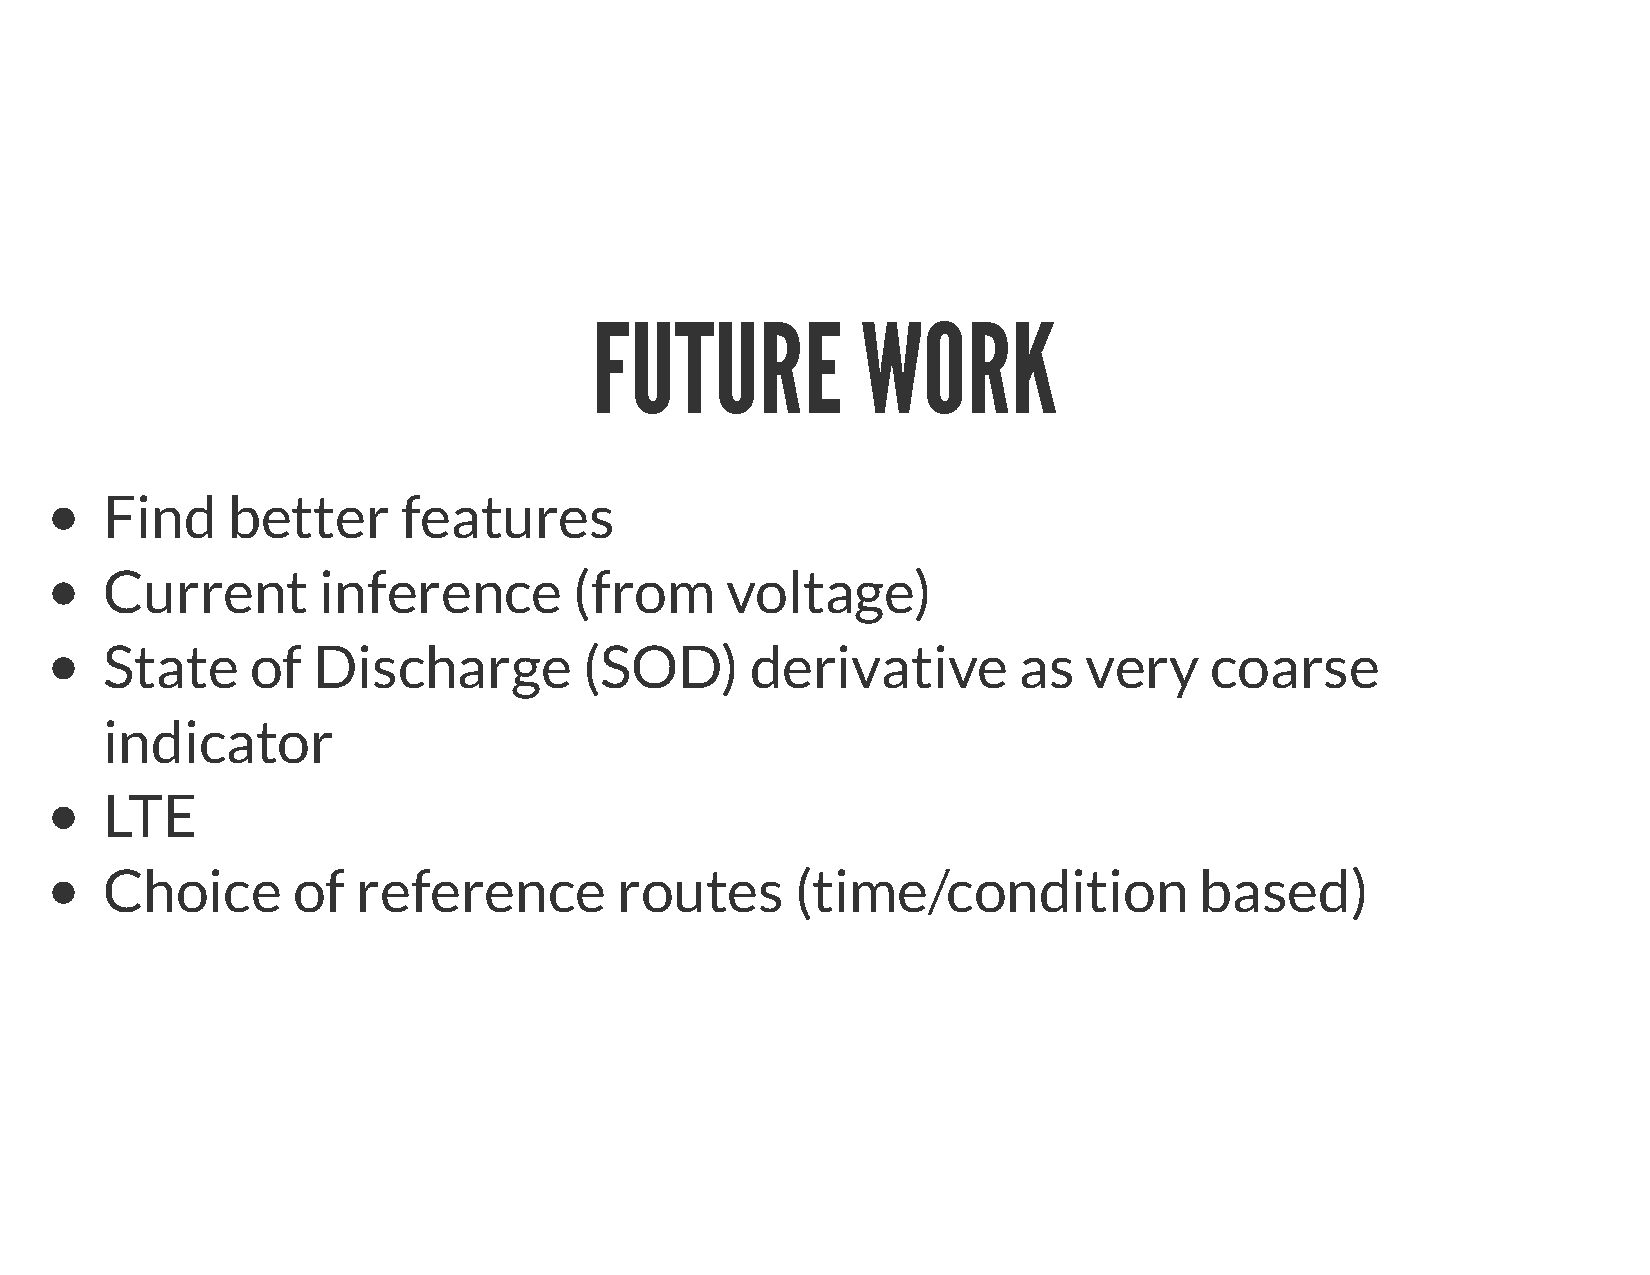 FUTURE WORK
• Find better features
• Current inference (from voltage)
• State of Discharge (SOD) derivative as very coarse
indicator
• LTE
• Choice of reference routes (time/condition based)